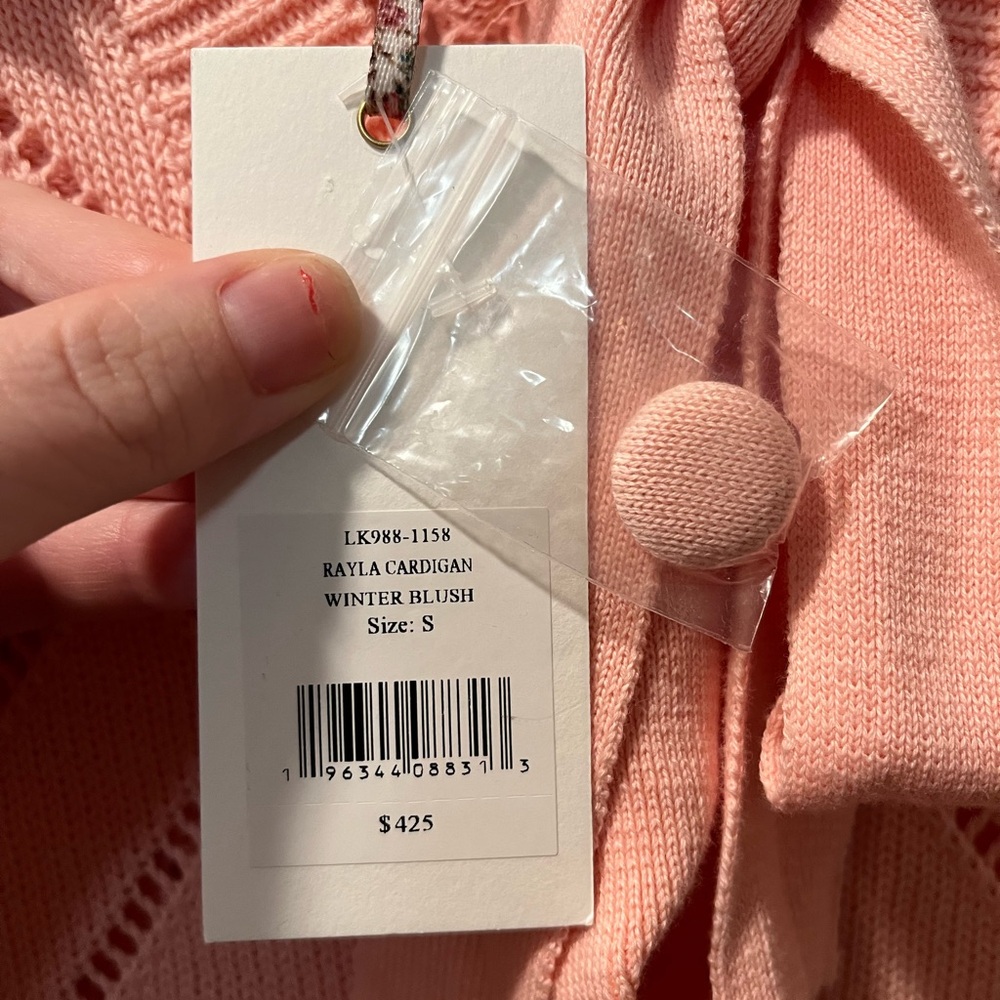 LK988-1158
RAYLA CARDIGAN
WINTER BLUSH
Size: S
1 96344 08831 3
$425